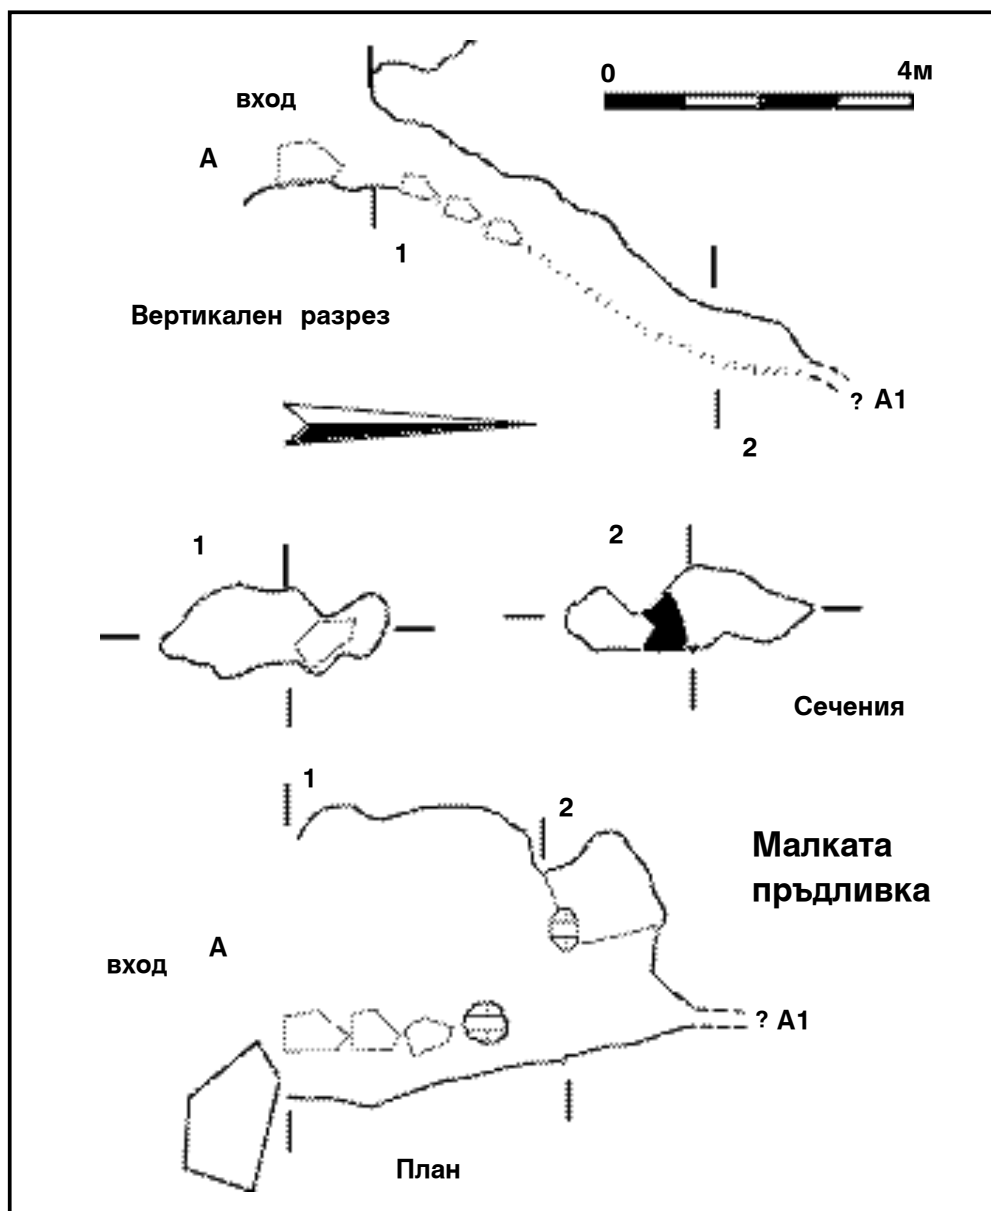 0 4м
вход
А
1
Вертикален разрез
? А1
2
1 2
Сечения
1
2
Малката
пръдливка
А
вход
? А1
План